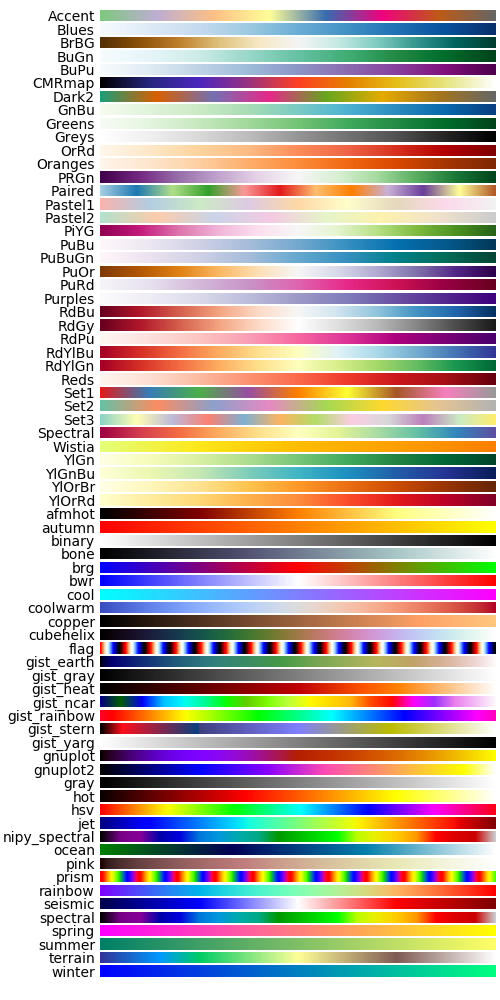 Accent
Blues
BrBG
BuGn
BuPu
CMRmap
Dark2
GnBu
Greens
Greys
OrRd
Oranges
PRGn
Paired
Pastel1
Pastel2
PiYG
PuBu
PuBuGn
PuOr
PuRd
Purples
RdBu
RdGy
RdPu
RdYlBu
RdYlGn
Reds
Set1
Set2
Set3
Spectral
Wistia
YlGn
YlGnBu
YlOrBr
YlOrRd
afmhot
autumn
binary
bone
brg
bwr
cool
coolwarm
copper
cubehelix
flag
gist_earth
gist_gray
gist_heat
gist_ncar
gist_rainbow
gist_stern
gist_yarg
gnuplot
gnuplot2
gray
hot
hsv
jet
nipy_spectral
ocean
pink
prism
rainbow
seismic
spectral
spring
summer
terrain
winter